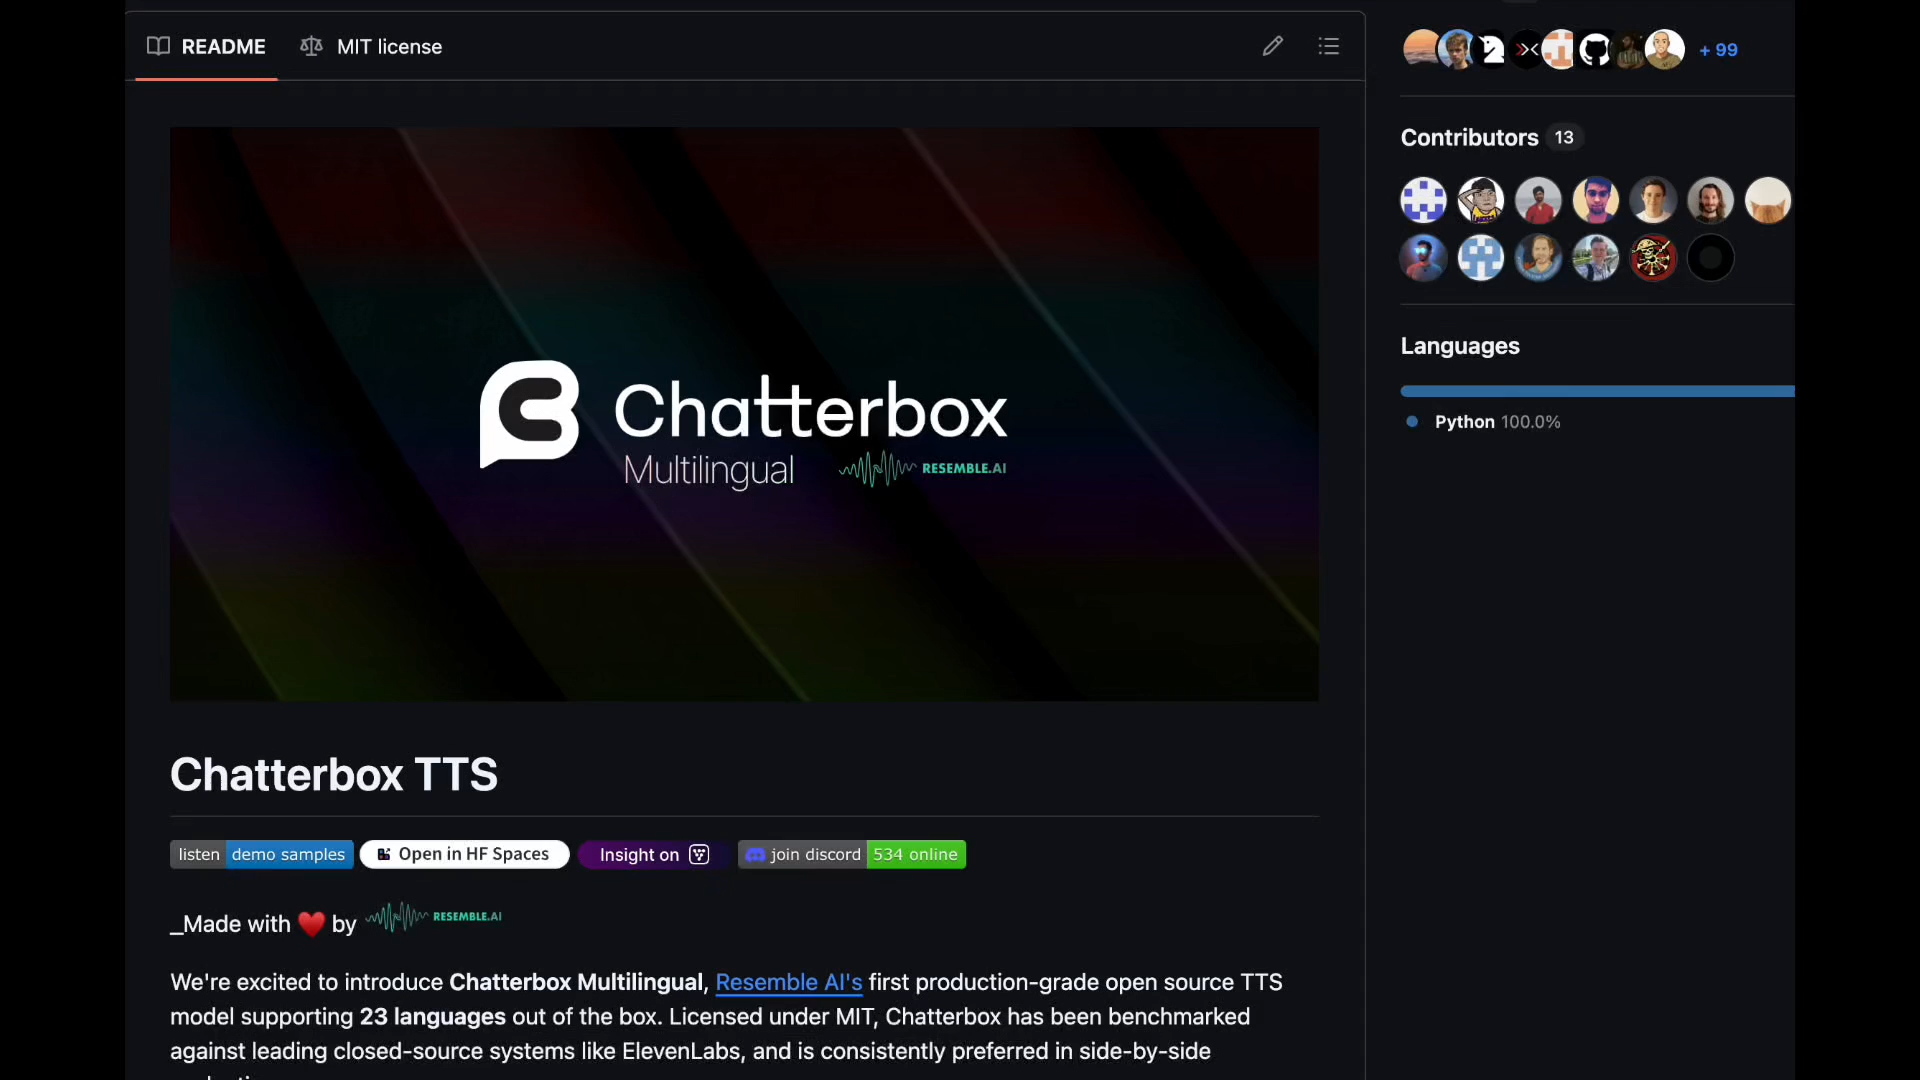 README
MIT license
+ 99
Contributors 13
Languages
Python 100.0%
Chatterbox
Multilingual
RESEMBLE.AI
Chatterbox TTS
listen demo samples
Open in HF Spaces
Insight on
join discord 534 online
_Made with ❤️ by RESEMBLE.AI
We're excited to introduce Chatterbox Multilingual, Resemble AI's first production-grade open source TTS
model supporting 23 languages out of the box. Licensed under MIT, Chatterbox has been benchmarked
against leading closed-source systems like ElevenLabs, and is consistently preferred in side-by-side